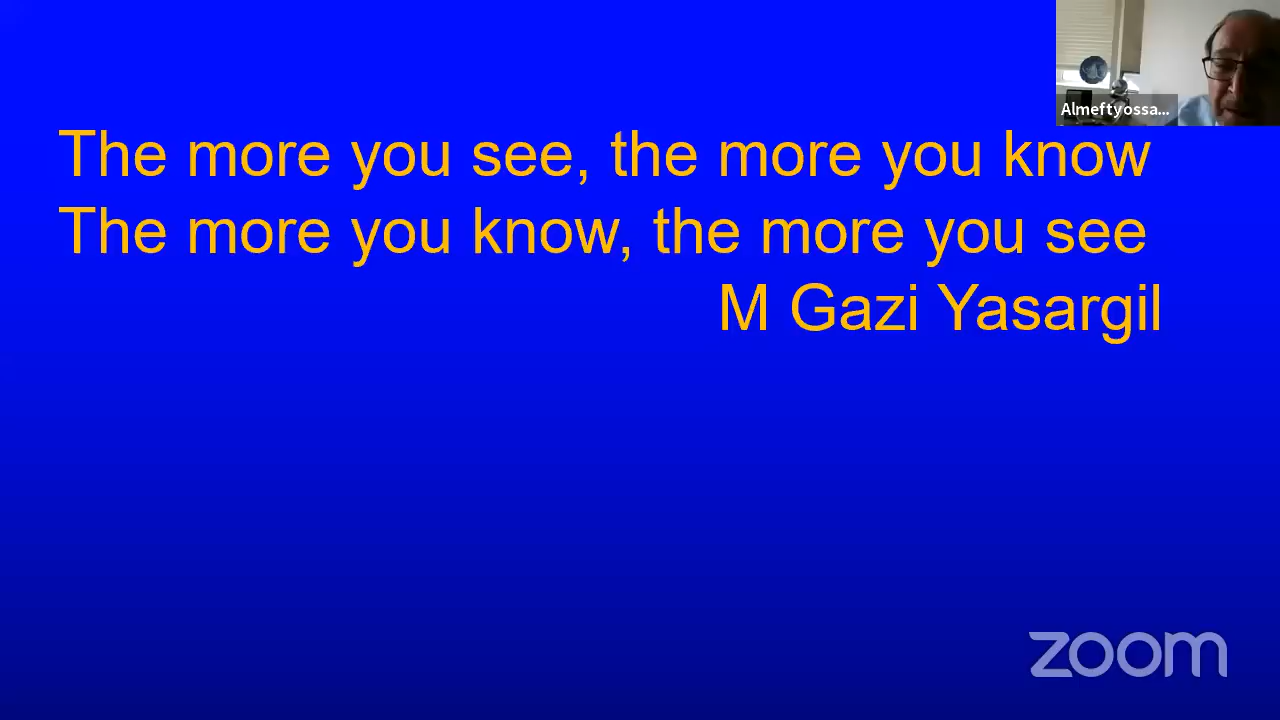 Almeftyossa...
The more you see, the more you know
The more you know, the more you see
M Gazi Yasargil
zoom